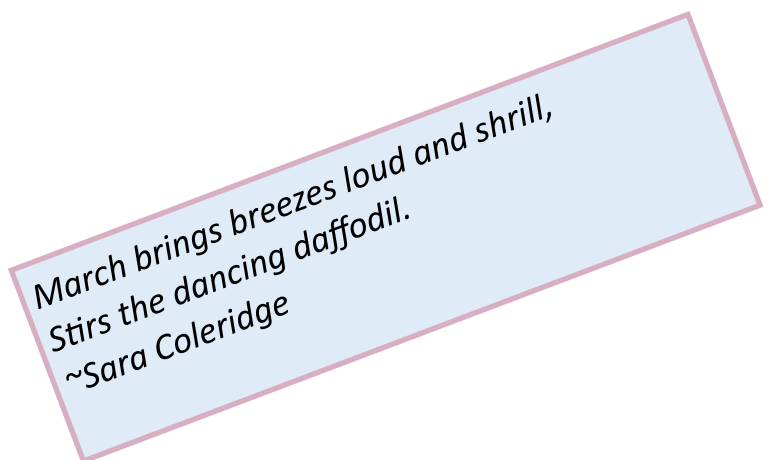 March brings breezes loud and shrill,
Stirs the dancing daffodil.
~Sara Coleridge